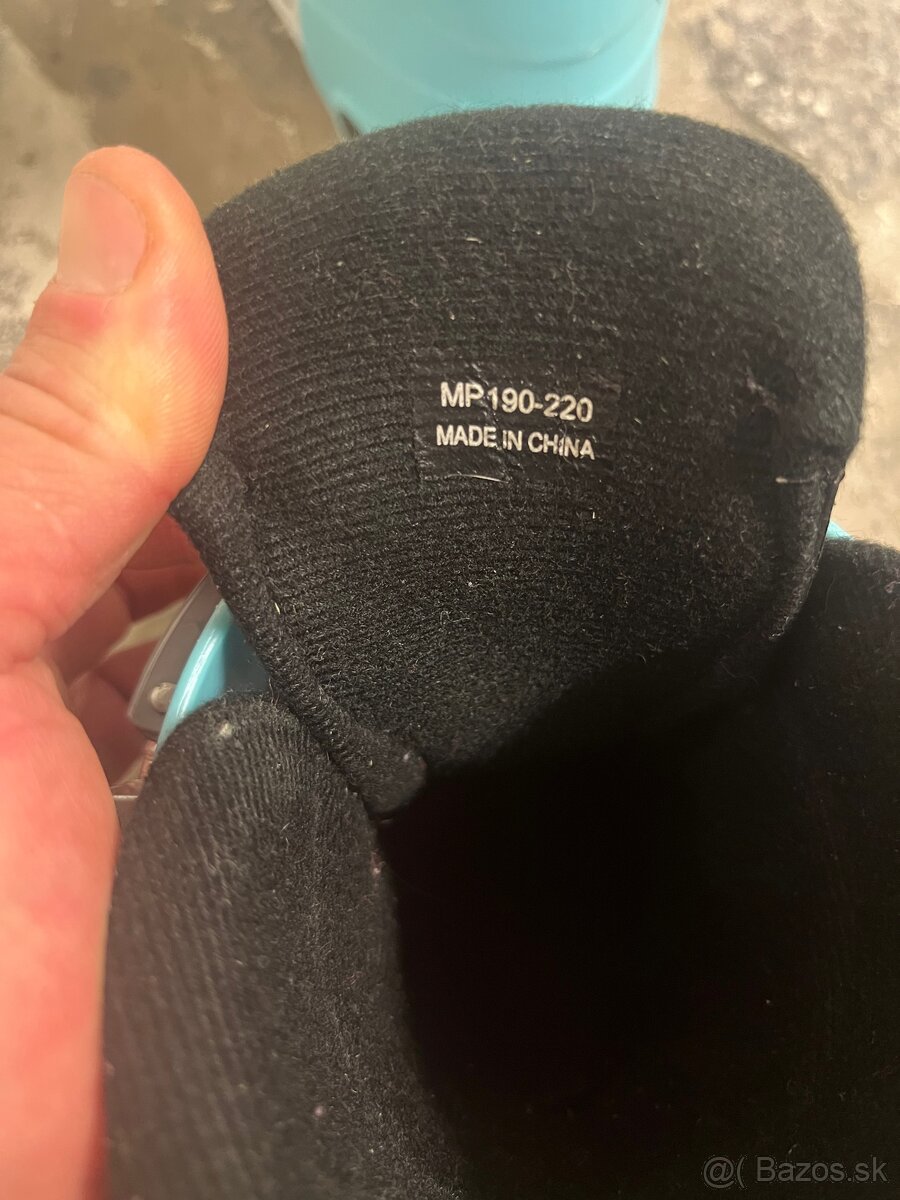 MP190-220
MADE IN CHINA
@( Bazos.sk